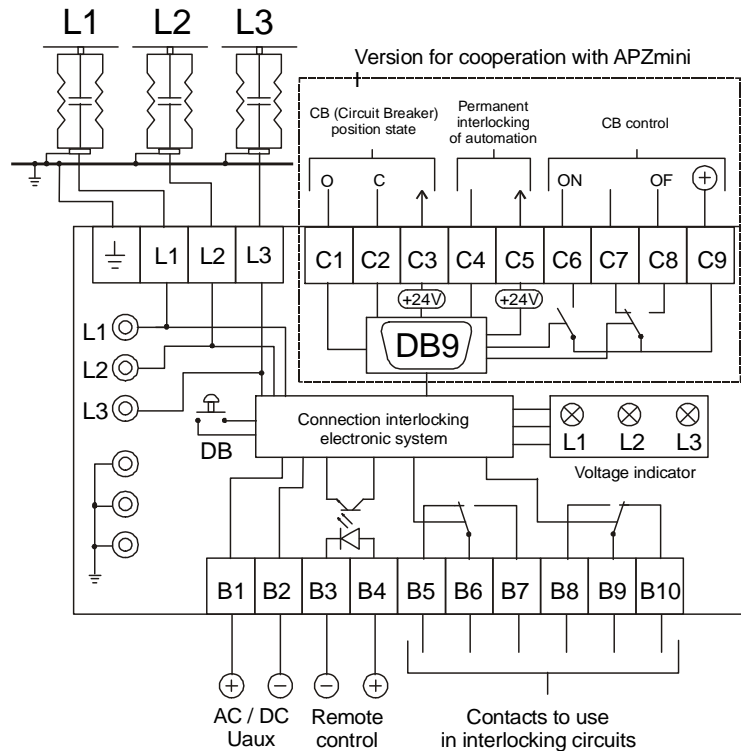 L1 L2 L3
Version for cooperation with APZmini
CB (Circuit Breaker)
position state
Permanent
interlocking
of automation
CB control
O C ON OF +
L1 L2 L3 C1 C2 C3 C4 C5 C6 C7 C8 C9
+24V +24V
L1
DB9
L2
L3
DB
Connection interlocking
electronic system
L1 L2 L3
Voltage indicator
B1 B2 B3 B4 B5 B6 B7 B8 B9 B10
+ − − +
AC / DC
Uaux
Remote
control
Contacts to use
in interlocking circuits